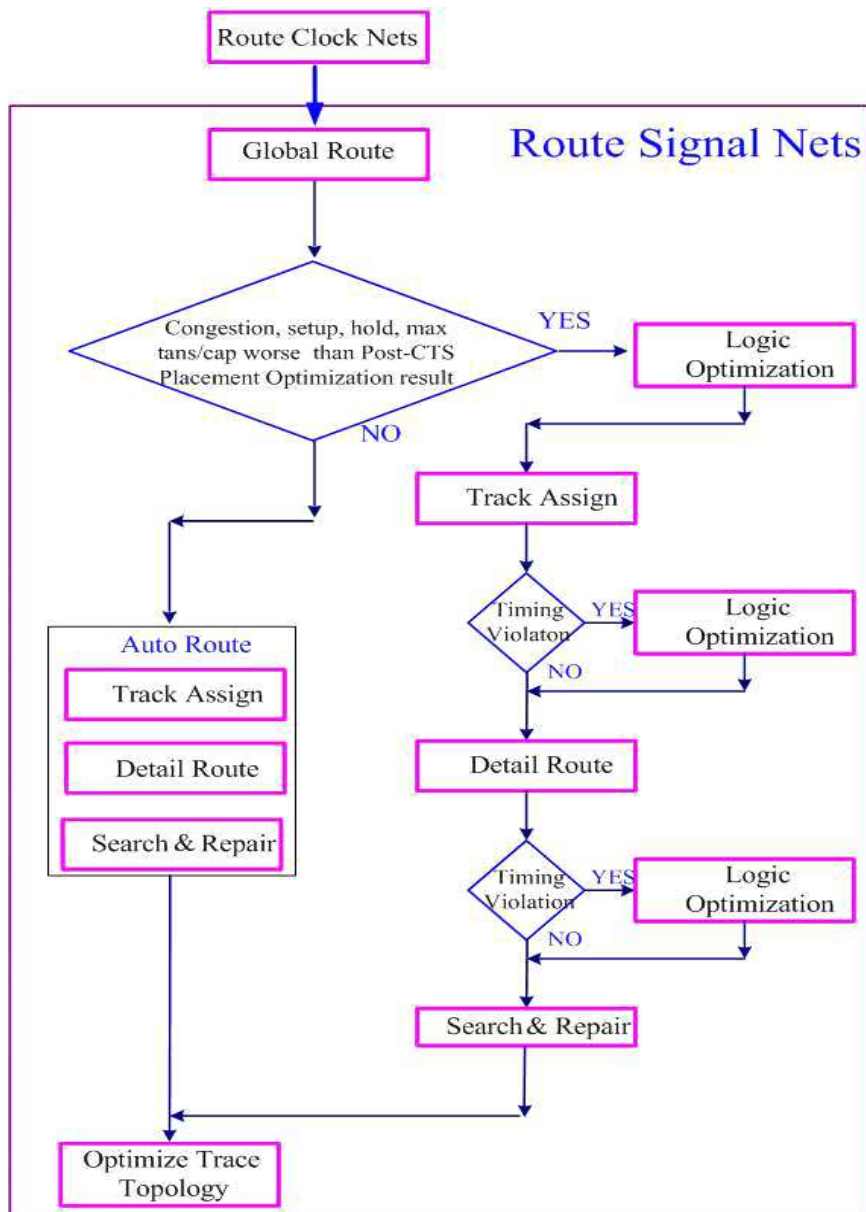 Route Clock Nets
Route Signal Nets
Global Route
Congestion, setup, hold, max
tans/cap worse than Post-CTS
Placement Optimization result
YES
Logic
Optimization
NO
Track Assign
Timing
Violaton
YES
Logic
Optimization
NO
Auto Route
Track Assign
Detail Route
Search & Repair
Detail Route
Timing
Violation
YES
Logic
Optimization
NO
Search & Repair
Optimize Trace
Topology